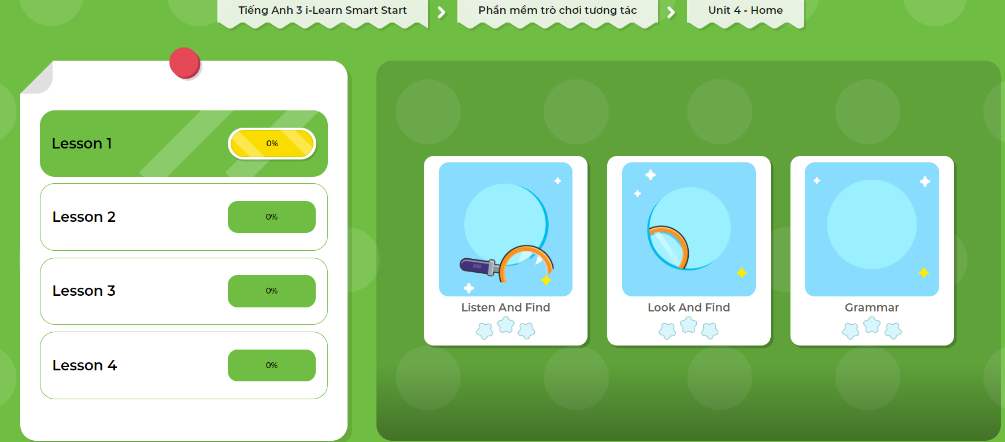 Tiếng Anh 3 i-Learn Smart Start
Phần mềm trò chơi tương tác
Unit 4 - Home
Lesson 1
0%
Lesson 2
0%
Lesson 3
0%
Lesson 4
0%
Listen And Find
Look And Find
Grammar